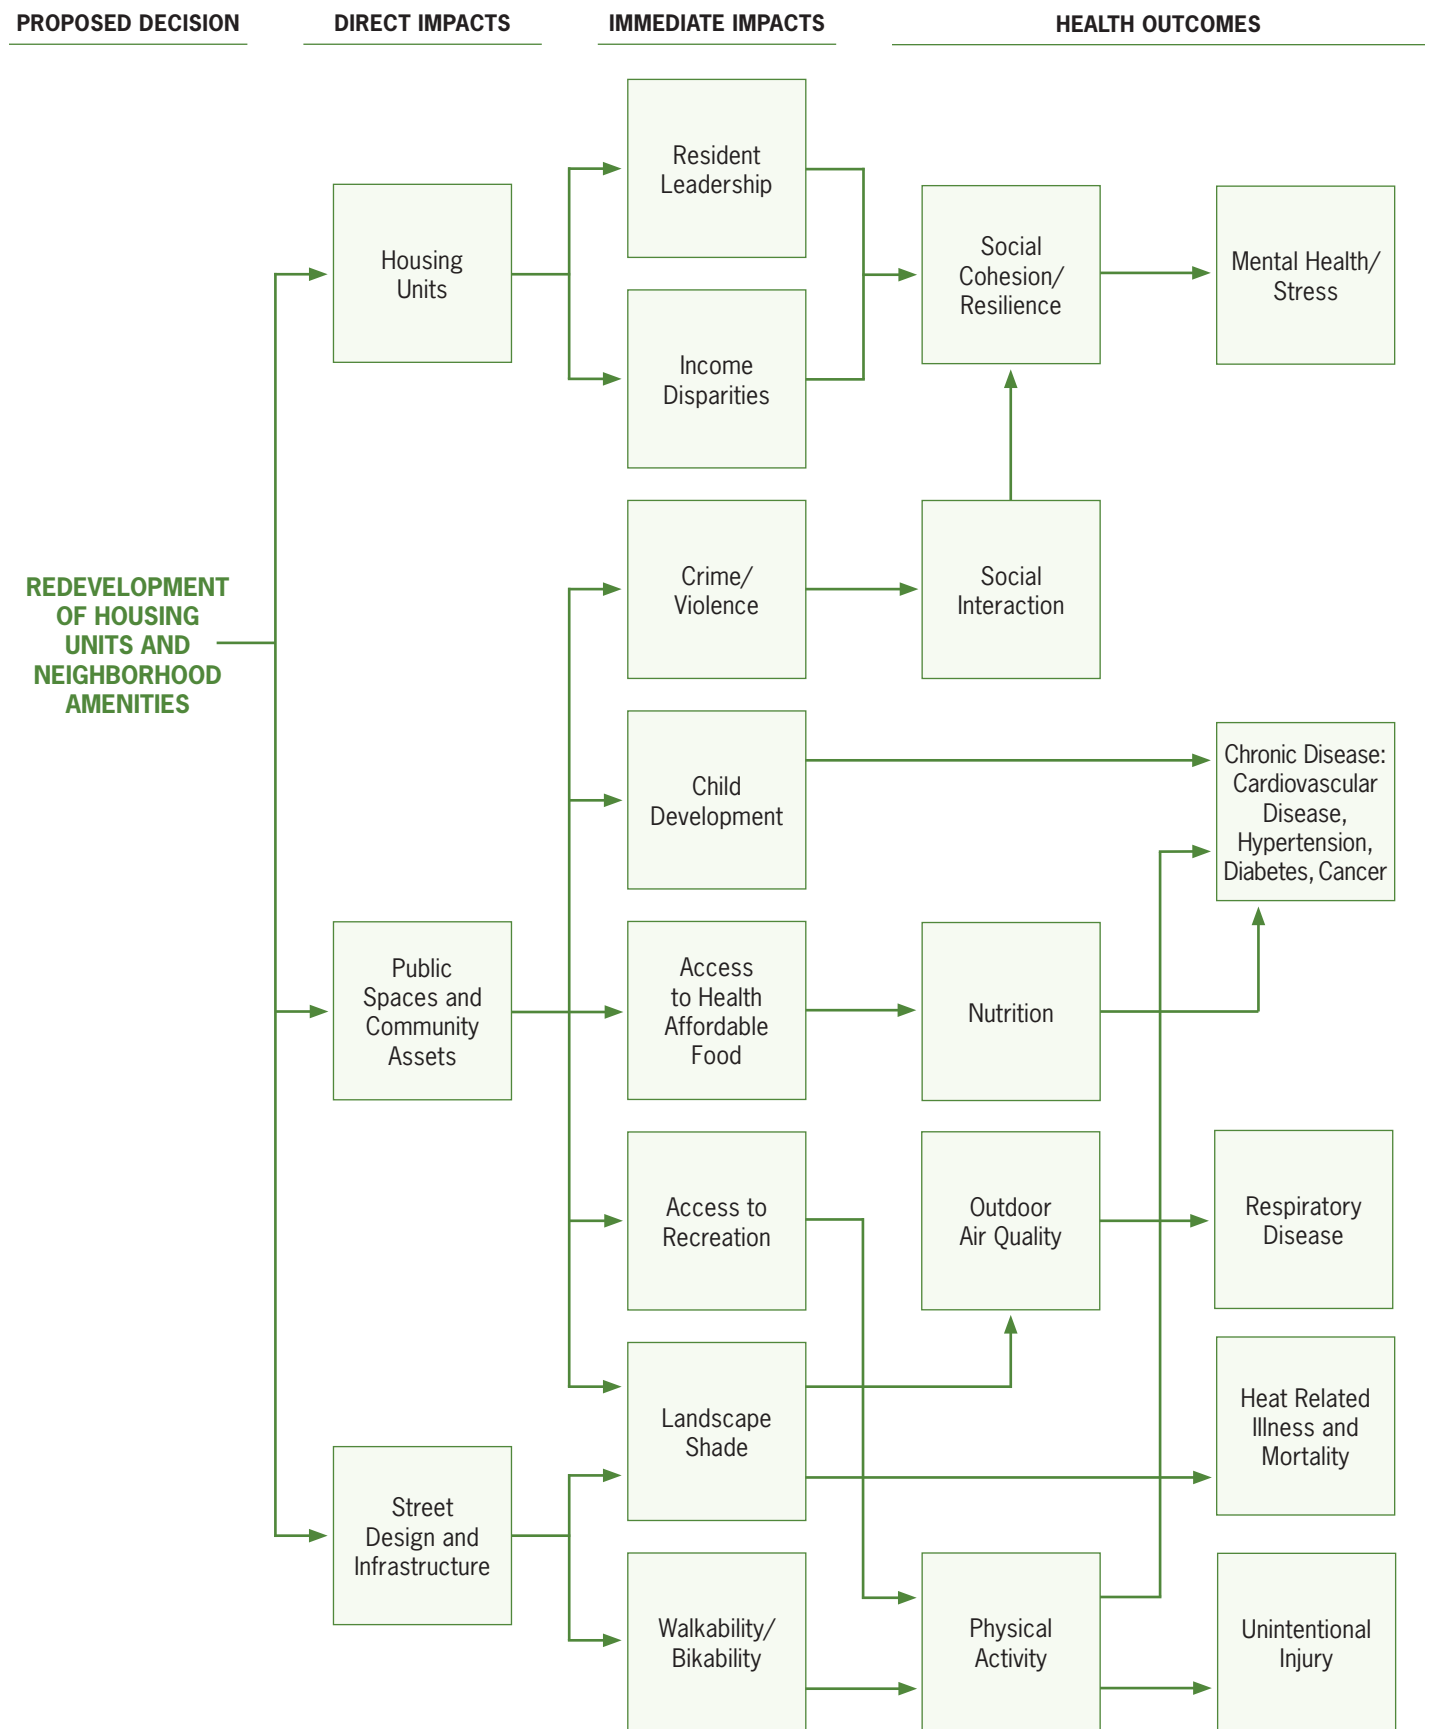 PROPOSED DECISION
DIRECT IMPACTS
IMMEDIATE IMPACTS
HEALTH OUTCOMES
REDEVELOPMENT
OF HOUSING
UNITS AND
NEIGHBORHOOD
AMENITIES
Housing
Units
Public
Spaces and
Community
Assets
Street
Design and
Infrastructure
Resident
Leadership
Income
Disparities
Crime/
Violence
Child
Development
Access
to Health
Affordable
Food
Access to
Recreation
Landscape
Shade
Walkability/
Bikability
Social
Cohesion/
Resilience
Social
Interaction
Nutrition
Outdoor
Air Quality
Physical
Activity
Mental Health/
Stress
Chronic Disease:
Cardiovascular
Disease,
Hypertension,
Diabetes, Cancer
Respiratory
Disease
Heat Related
Illness and
Mortality
Unintentional
Injury